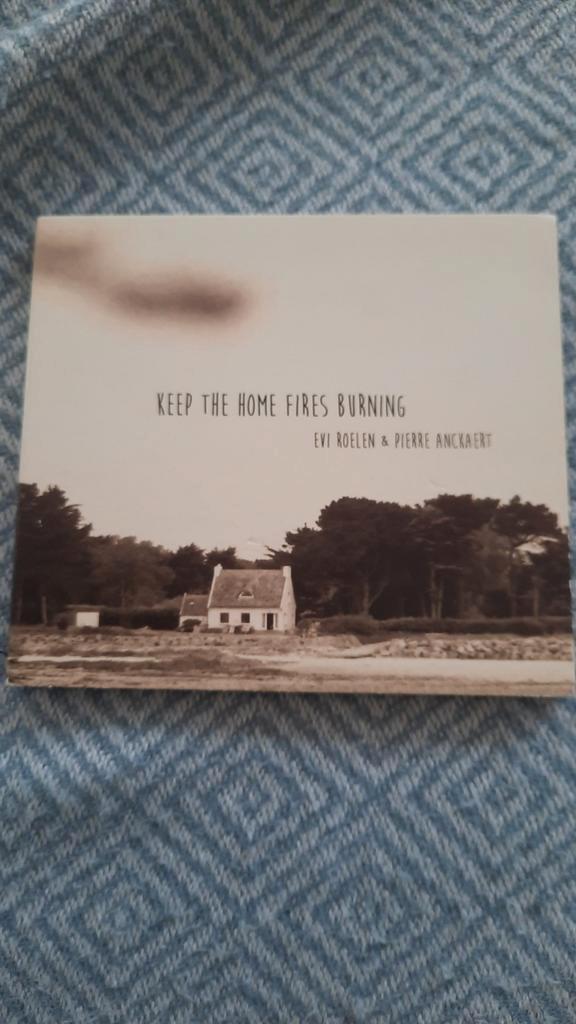 KEEP THE HOME FIRES BURNING
EVI ROELEN & PIERRE ANCKAERT